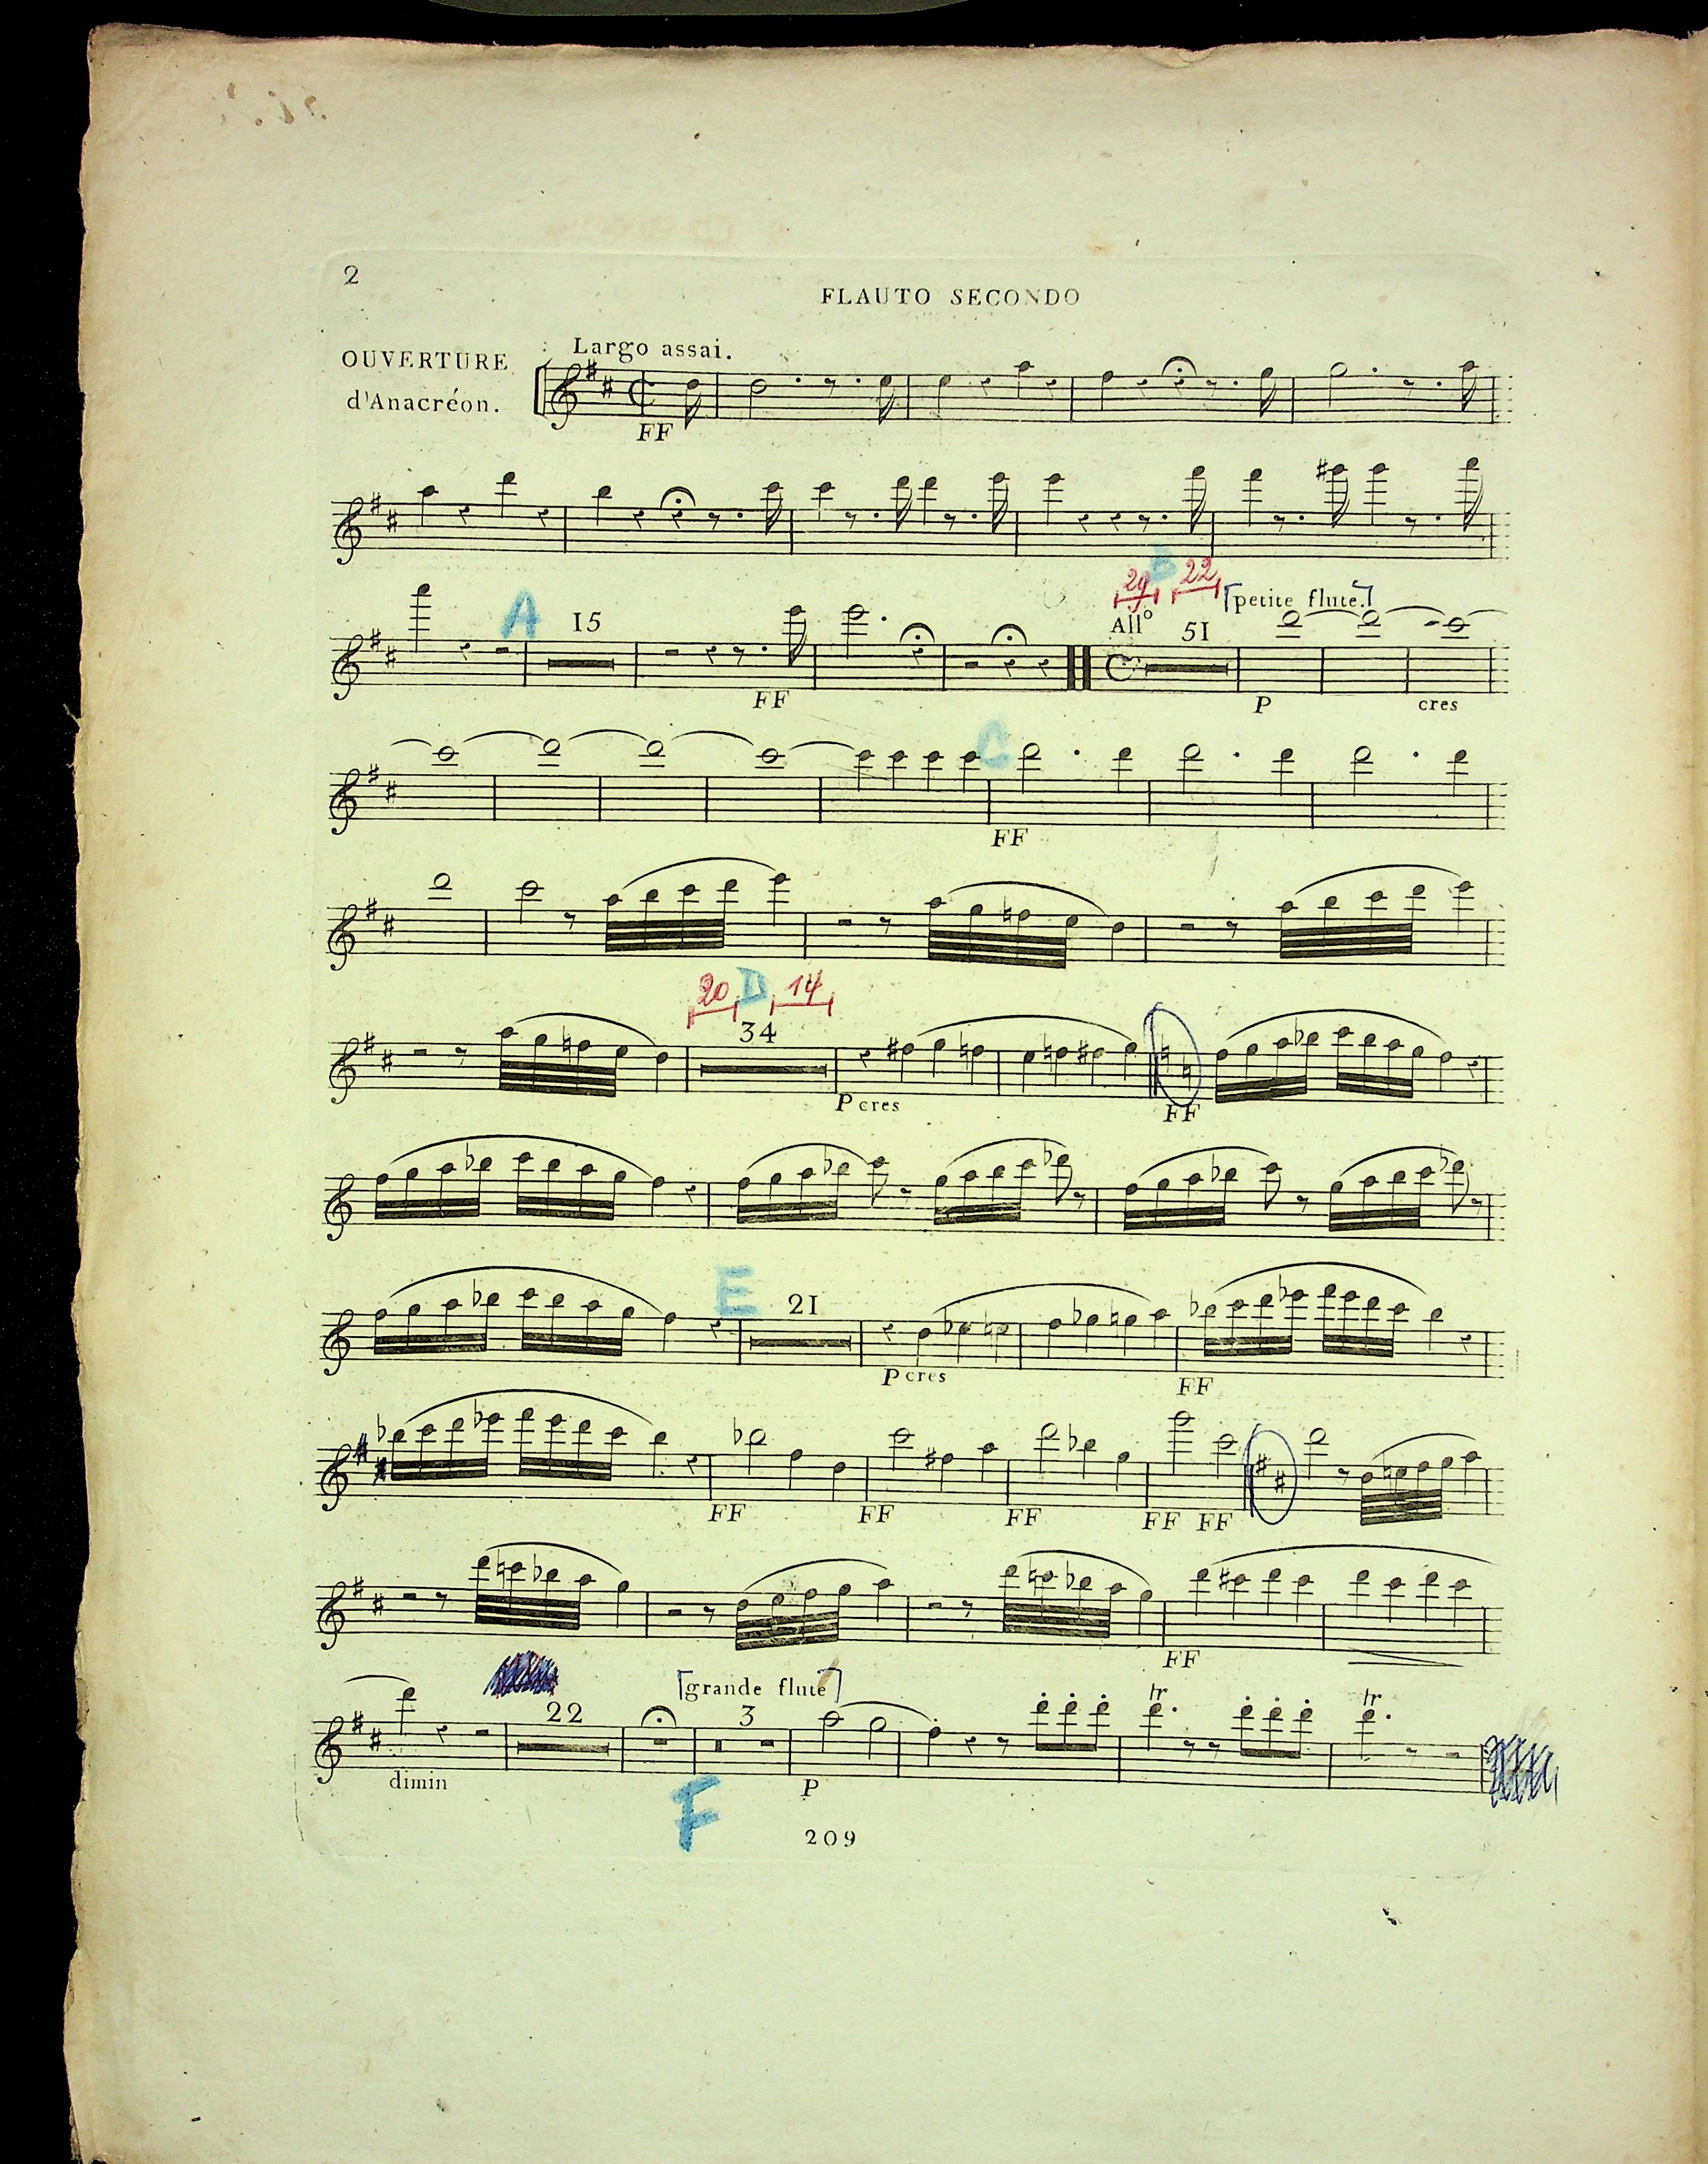 2
FLAUTO SECONDO
OUVERTURE
d'Anacréon.
Largo assai.
FF
29 B 22
A 15 All° 51 petite flute.
FF P cres
C
FF
20 D 14
34
P cres FF
E 21
P cres FF
FF FF FF FF FF
FF
grande flute
22 3 tr tr
dimin P
F
209